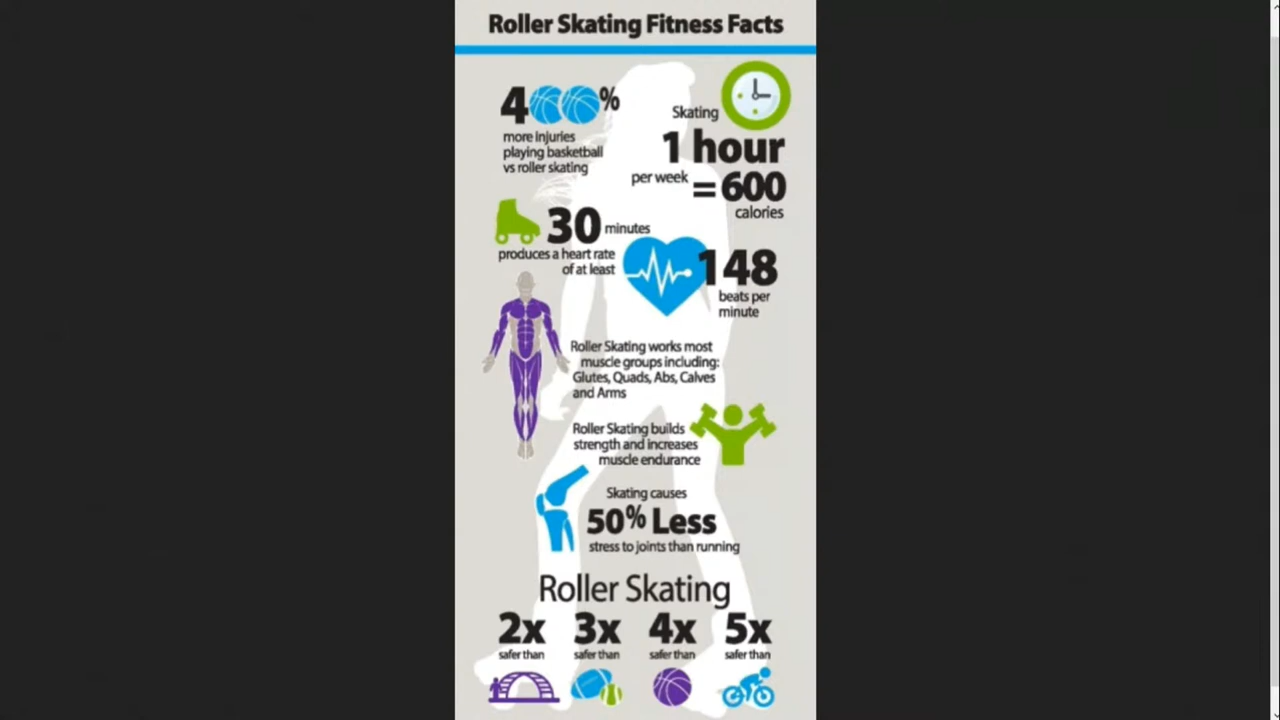 Roller Skating Fitness Facts
400%
more injuries
playing basketball
vs roller skating
Skating
1 hour
per week
=600
calories
30 minutes
produces a heart rate
of at least
148
beats per
minute
Roller Skating works most
muscle groups including:
Glutes, Quads, Abs, Calves
and Arms
Roller Skating builds
strength and increases
muscle endurance
Skating causes
50% Less
stress to joints than running
Roller Skating
2x 3x 4x 5x
safer than safer than safer than safer than